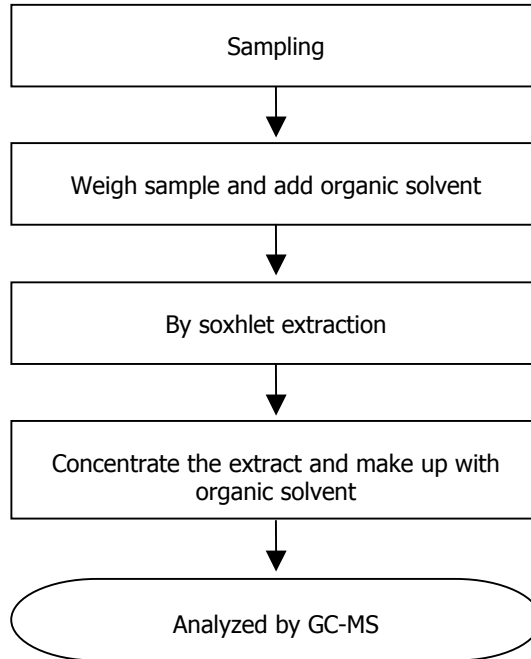 Sampling
Weigh sample and add organic solvent
By soxhlet extraction
Concentrate the extract and make up with
organic solvent
Analyzed by GC-MS